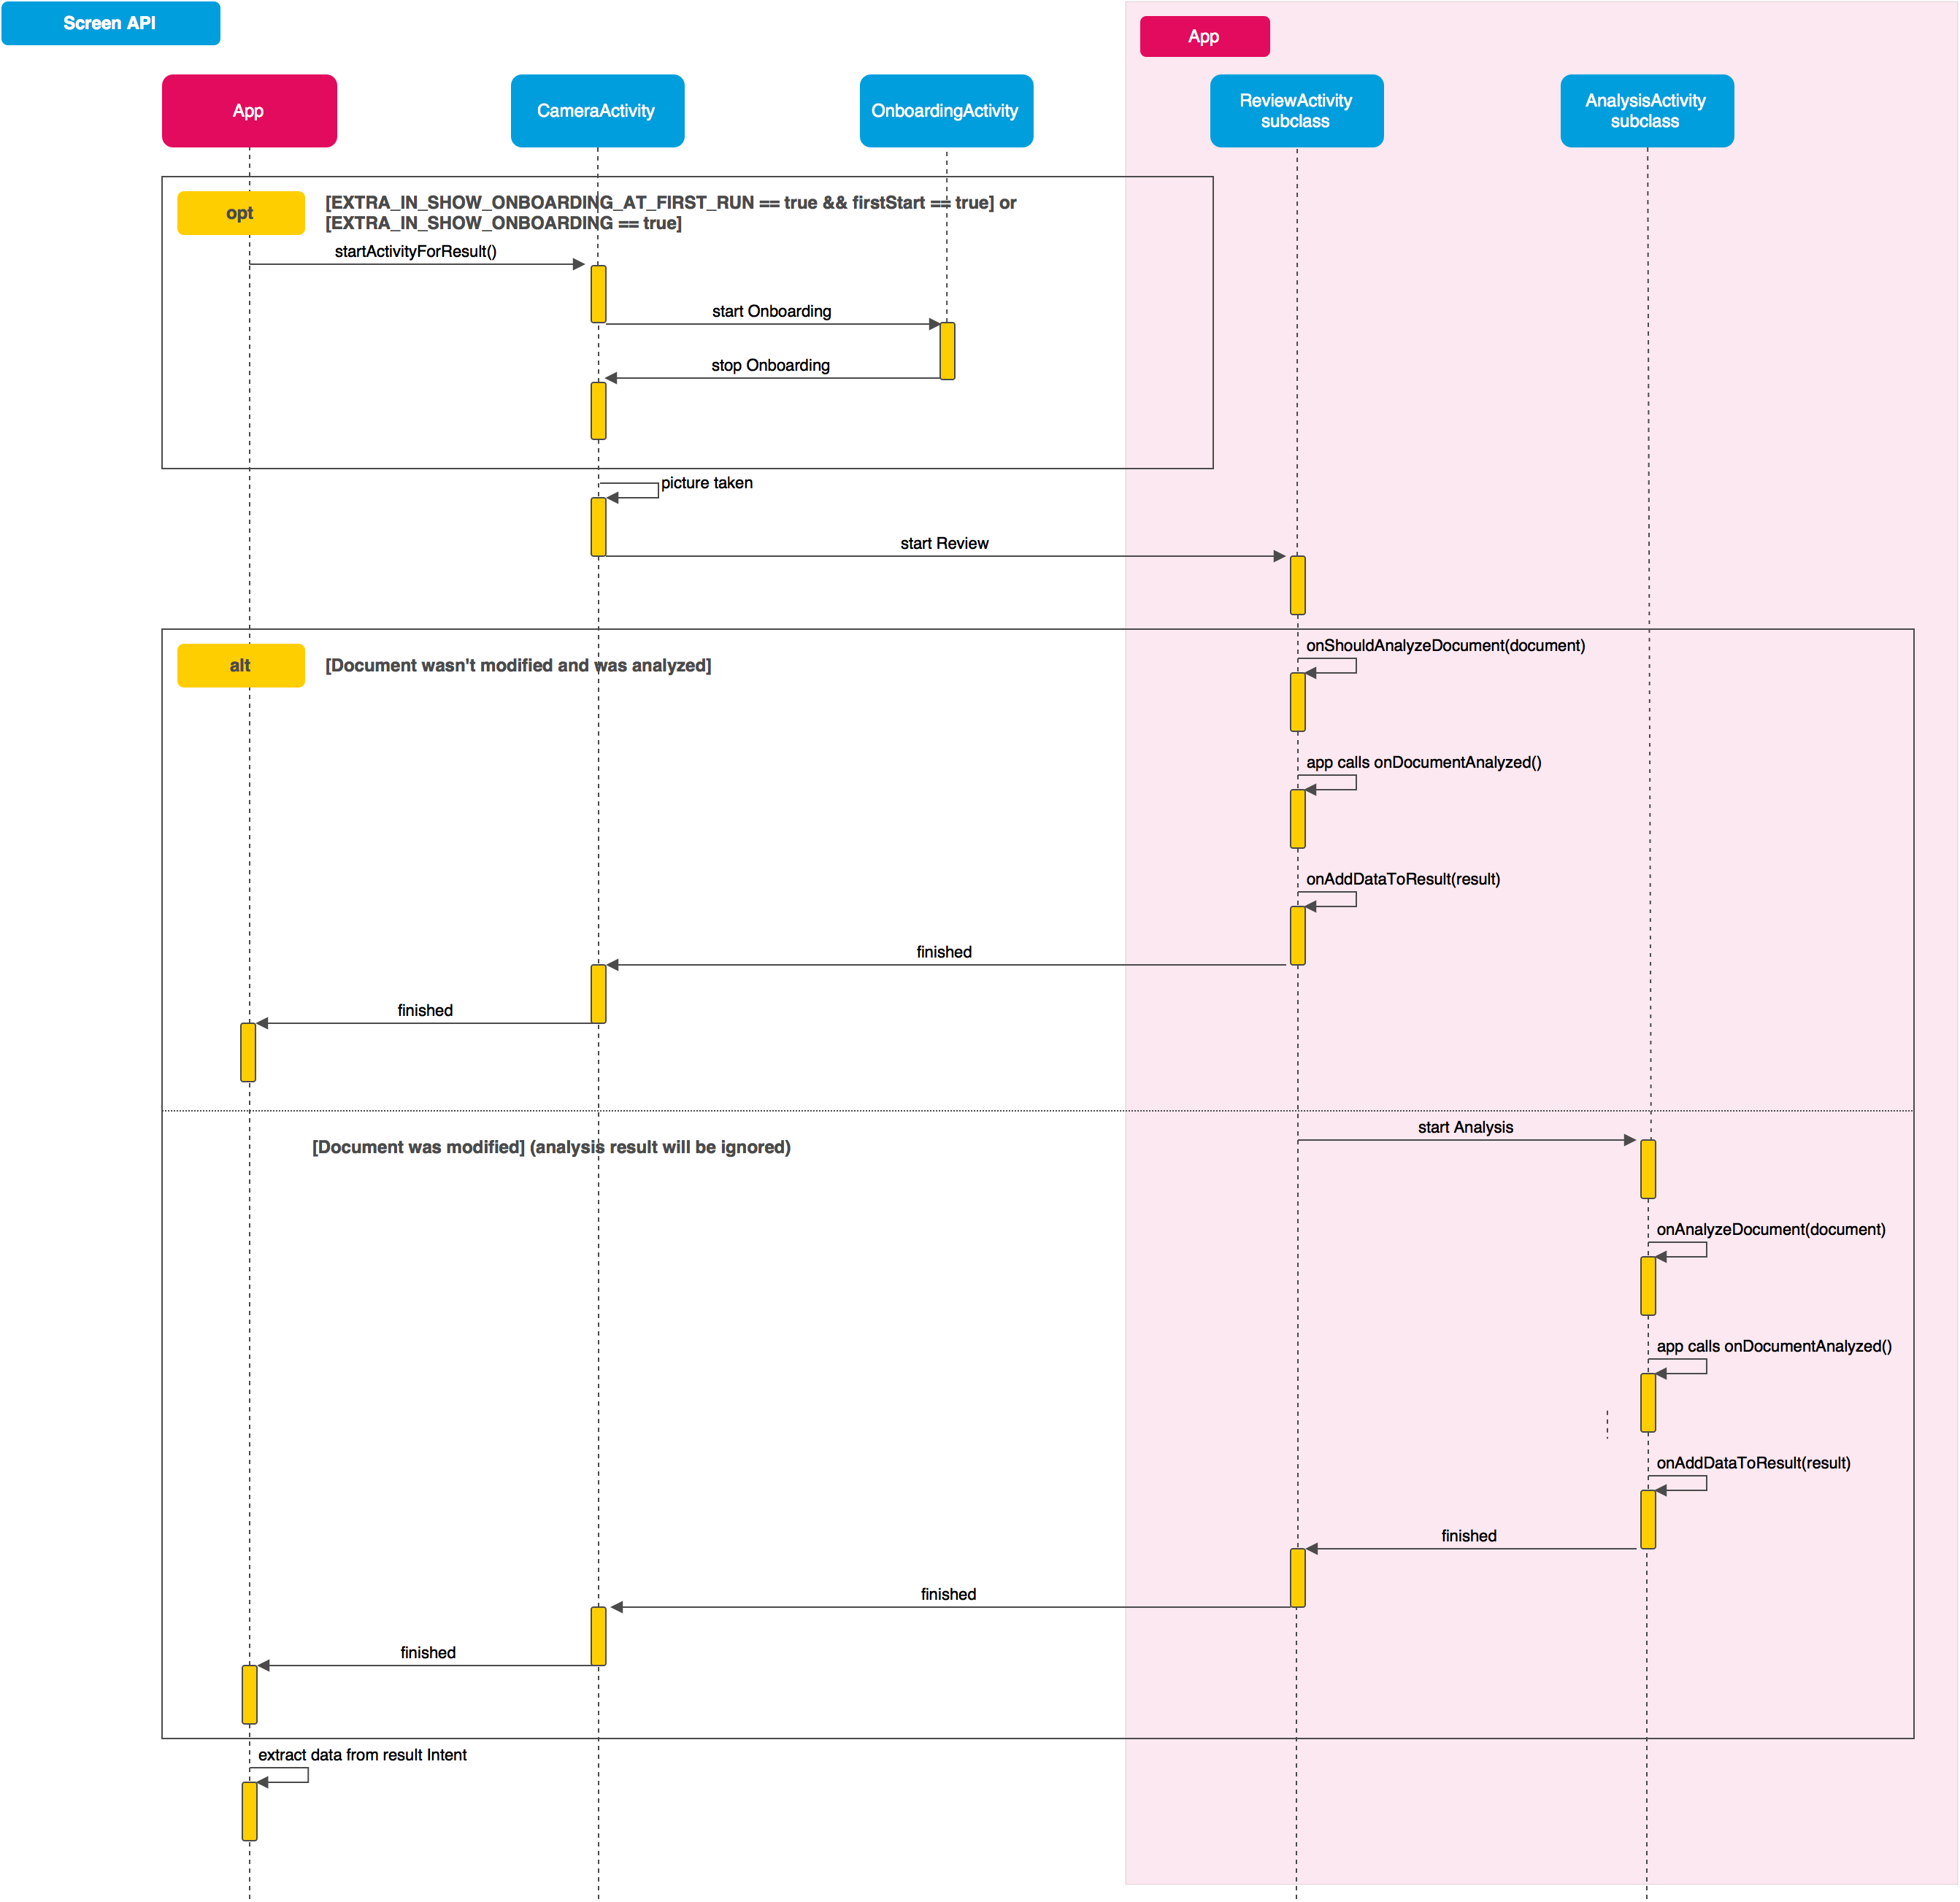 Screen API
App
App
CameraActivity
OnboardingActivity
ReviewActivity
subclass
AnalysisActivity
subclass
opt
[EXTRA_IN_SHOW_ONBOARDING_AT_FIRST_RUN == true && firstStart == true] or
[EXTRA_IN_SHOW_ONBOARDING == true]
startActivityForResult()
start Onboarding
stop Onboarding
picture taken
start Review
alt
[Document wasn't modified and was analyzed]
onShouldAnalyzeDocument(document)
app calls onDocumentAnalyzed()
onAddDataToResult(result)
finished
finished
[Document was modified] (analysis result will be ignored)
start Analysis
onAnalyzeDocument(document)
app calls onDocumentAnalyzed()
onAddDataToResult(result)
finished
finished
finished
extract data from result Intent